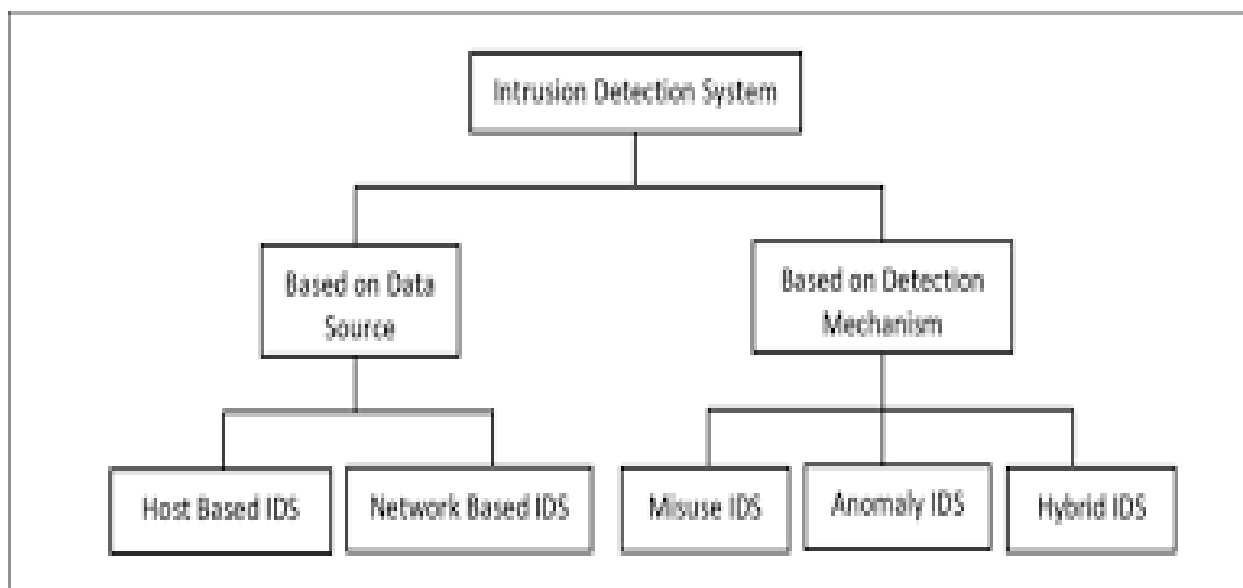 Intrusion Detection System
Based on Data
Source
Based on Detection
Mechanism
Host Based IDS
Network Based IDS
Misuse IDS
Anomaly IDS
Hybrid IDS